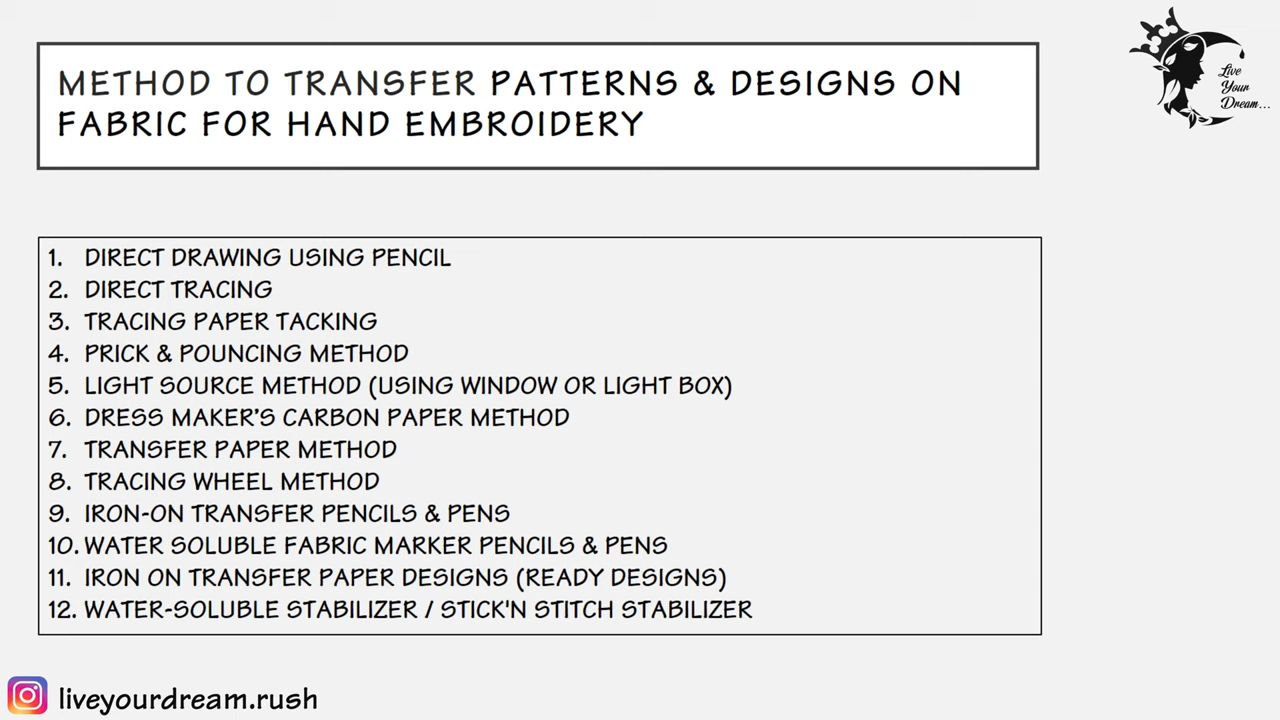 METHOD TO TRANSFER PATTERNS & DESIGNS ON
FABRIC FOR HAND EMBROIDERY
Live
Your
Dream...
1. DIRECT DRAWING USING PENCIL
2. DIRECT TRACING
3. TRACING PAPER TACKING
4. PRICK & POUNCING METHOD
5. LIGHT SOURCE METHOD (USING WINDOW OR LIGHT BOX)
6. DRESS MAKER'S CARBON PAPER METHOD
7. TRANSFER PAPER METHOD
8. TRACING WHEEL METHOD
9. IRON-ON TRANSFER PENCILS & PENS
10. WATER SOLUBLE FABRIC MARKER PENCILS & PENS
11. IRON ON TRANSFER PAPER DESIGNS (READY DESIGNS)
12. WATER-SOLUBLE STABILIZER / STICK'N STITCH STABILIZER
liveyourdream.rush